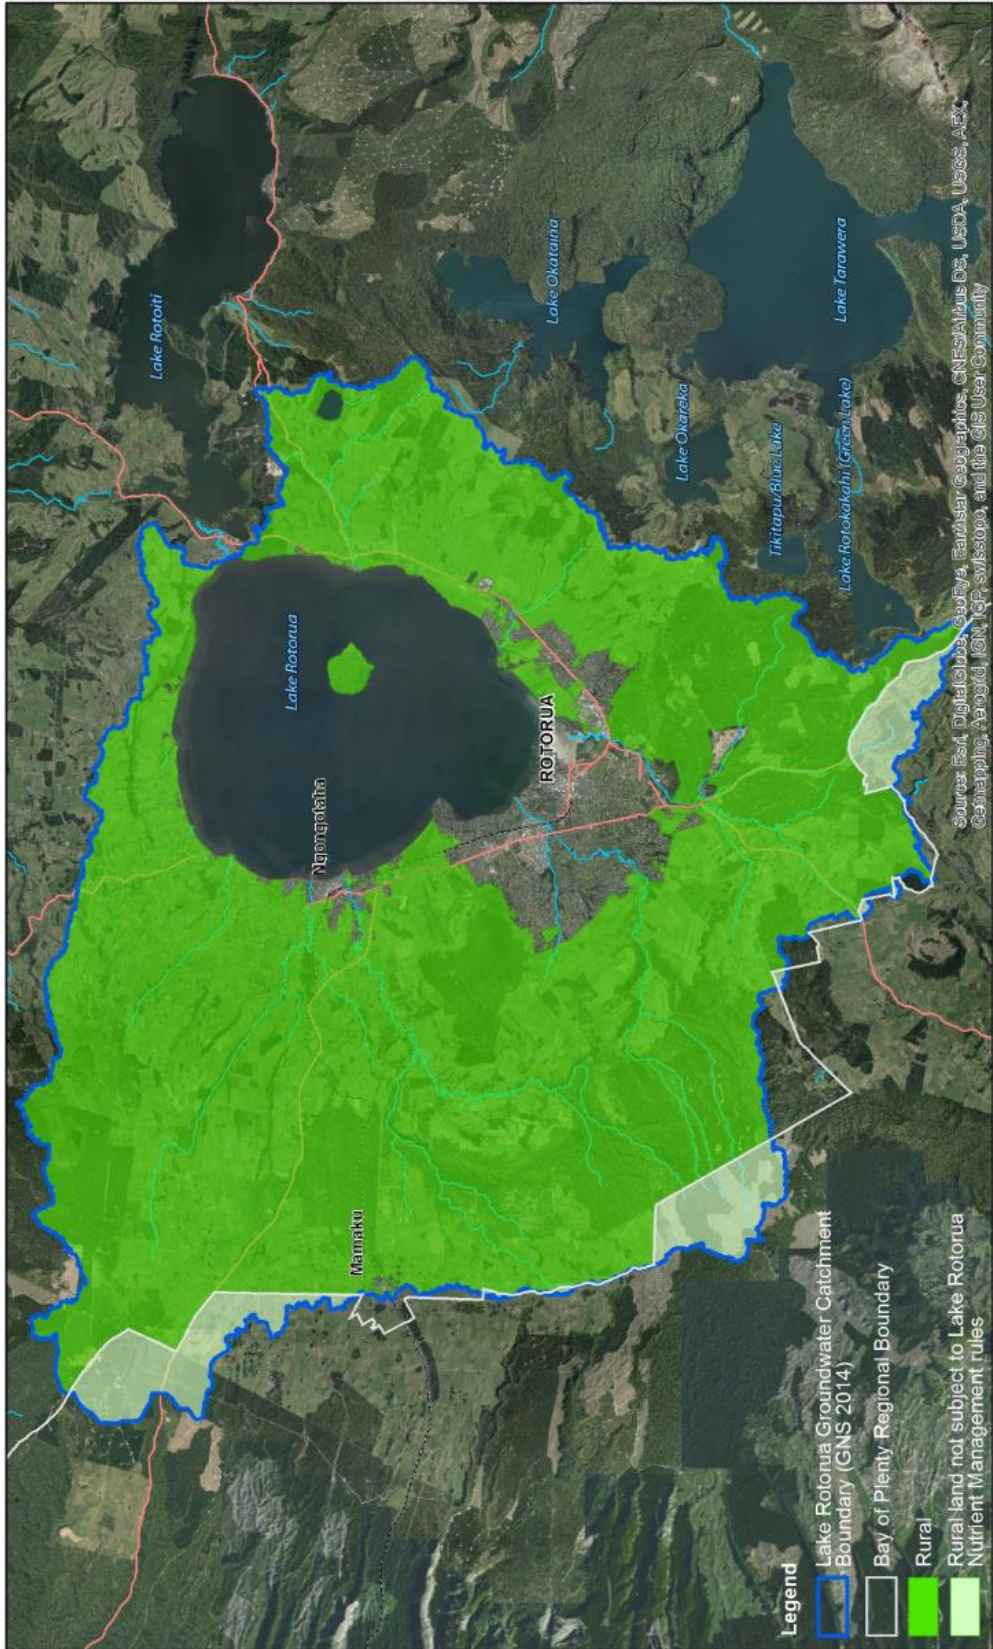 Lake Rotoiti
Lake Rotorua
Ngongotaha
ROTORUA
Mamaku
Lake Okataina
Lake Okareka
Lake Tarawera
Tikitapu/Blue Lake
Lake Rotokakahi (Green Lake)
Legend
Lake Rotorua Groundwater Catchment
Boundary (GNS 2014)
Bay of Plenty Regional Boundary
Rural
Rural land not subject to Lake Rotorua
Nutrient Management rules
Source: Esri, DigitalGlobe, GeoEye, Earthstar Geographics, CNES/Airbus DS, USDA, USGS, AEX,
Getmapping, Aerogrid, IGN, IGP, swisstopo, and the GIS User Community